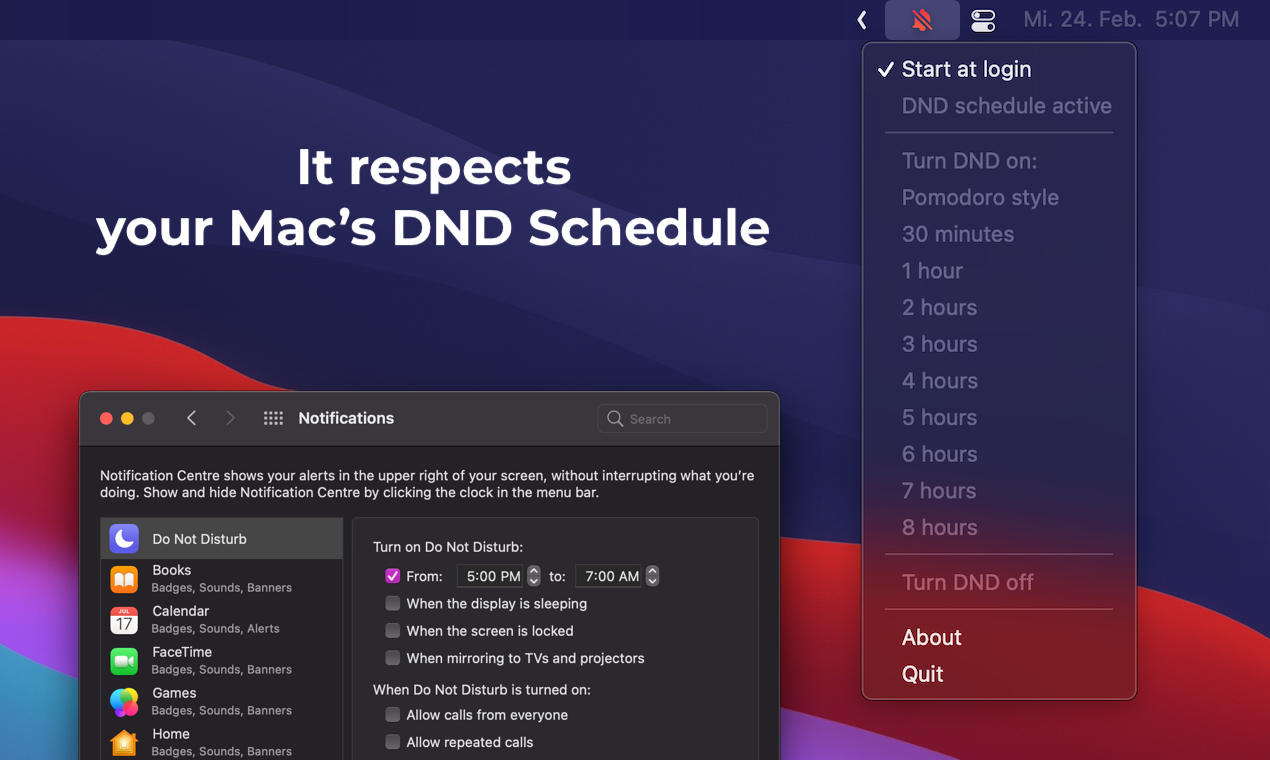 Mi. 24. Feb. 5:07 PM
Start at login
DND schedule active
Turn DND on:
Pomodoro style
30 minutes
1 hour
2 hours
3 hours
4 hours
5 hours
6 hours
7 hours
8 hours
Turn DND off
About
Quit
It respects
your Mac’s DND Schedule
Notifications
Search
Notification Centre shows your alerts in the upper right of your screen, without interrupting what you’re
doing. Show and hide Notification Centre by clicking the clock in the menu bar.
Do Not Disturb
Books
Badges, Sounds, Banners
JUL
17
Calendar
Badges, Sounds, Alerts
FaceTime
Badges, Sounds, Banners
Games
Badges, Sounds, Banners
Home
Badges, Sounds, Banners
Turn on Do Not Disturb:
From: 5:00 PM to: 7:00 AM
When the display is sleeping
When the screen is locked
When mirroring to TVs and projectors
When Do Not Disturb is turned on:
Allow calls from everyone
Allow repeated calls